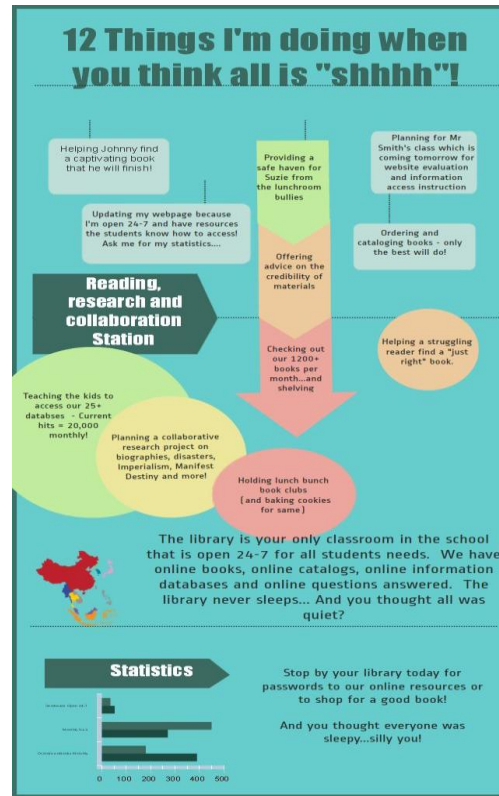 12 Things I'm doing when
you think all is "shhhh"!
Helping Johnny find
a captivating book
that he will finish!
Providing a
safe haven for
Suzie from
the lunchroom
bullies
Planning for Mr
Smith's class which is
coming tomorrow for
website evaluation
and information
access instruction
Updating my webpage because
I'm open 24-7 and have resources
the students know how to access!
Ask me for my statistics....
Ordering and
cataloging books - only
the best will do!
Offering
advice on the
credibility of
materials
Reading,
research and
collaboration
Station
Checking out
our 1200+
books per
month...and
shelving
Helping a struggling
reader find a "just
right" book.
Teaching the kids to
access our 25+
databses - Current
hits = 20,000
monthly!
Planning a collaborative
research project on
biographies, disasters,
Imperialism, Manifest
Destiny and more!
Holding lunch bunch
book clubs
(and baking cookies
for same)
The library is your only classroom in the school
that is open 24-7 for all students needs. We have
online books, online catalogs, online information
databases and online questions answered. The
library never sleeps... And you thought all was
quiet?
Statistics
0 100 200 300 400 500
Stop by your library today for
passwords to our online resources or
to shop for a good book!
And you thought everyone was
sleepy...silly you!